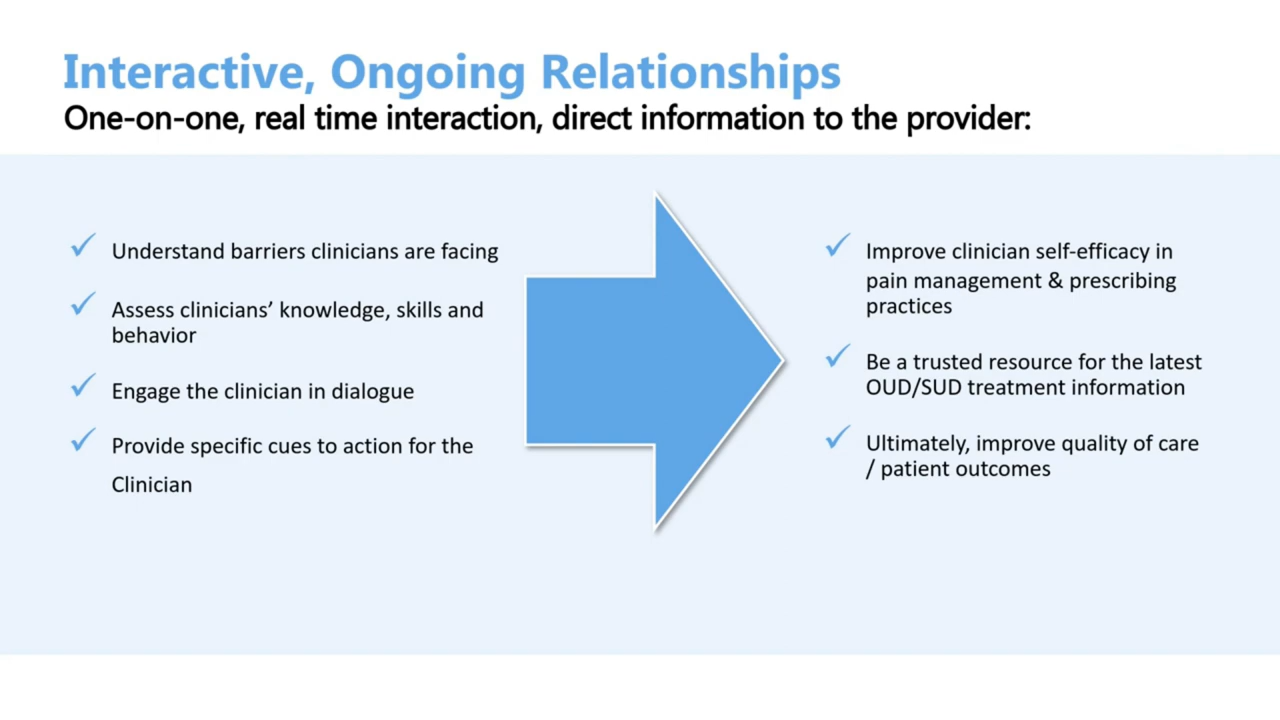 Interactive, Ongoing Relationships
One-on-one, real time interaction, direct information to the provider:
Understand barriers clinicians are facing
Assess clinicians’ knowledge, skills and
behavior
Engage the clinician in dialogue
Provide specific cues to action for the
Clinician
Improve clinician self-efficacy in
pain management & prescribing
practices
Be a trusted resource for the latest
OUD/SUD treatment information
Ultimately, improve quality of care
/ patient outcomes